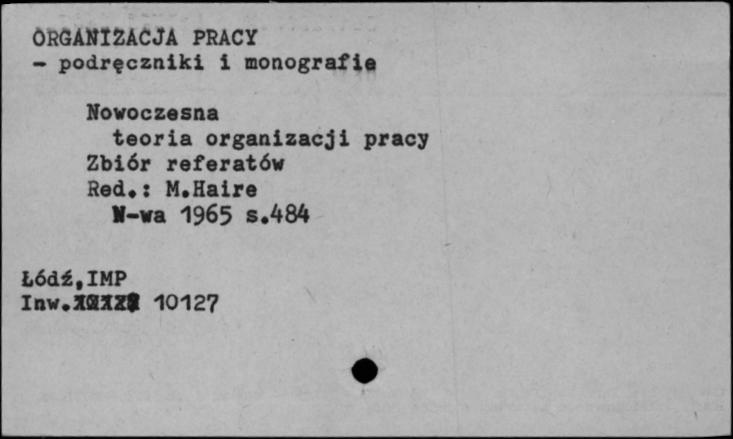 ORGANIZACJA PRACY
- podręczniki i monografie
Nowoczesna
teoria organizacji pracy
Zbiór referatów
Red.: M.Haire
W-wa 1965 s.484
Łódź,IMP
Inw. 10127